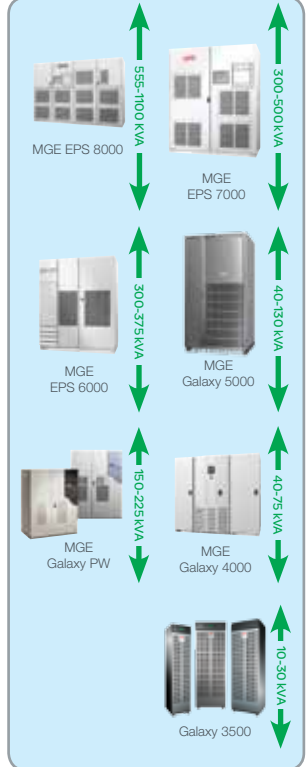 555-1100 KVA
MGE EPS 8000
300-500 KVA
MGE
EPS 7000
300-375 kVA
MGE
EPS 6000
40-130 kVA
MGE
Galaxy 5000
150-225 kVA
MGE
Galaxy PW
40-75 kVA
MGE
Galaxy 4000
10-30 kVA
Galaxy 3500